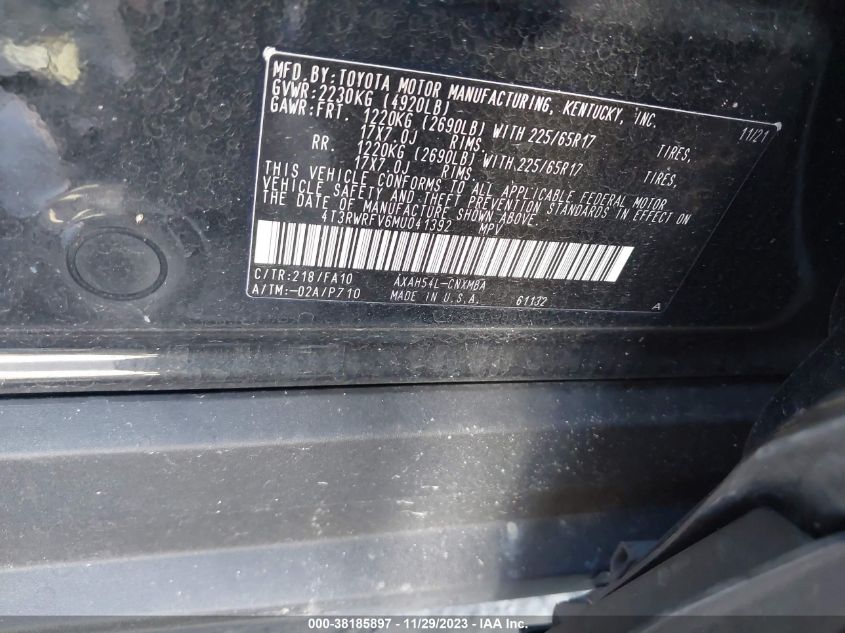 MFD. BY: TOYOTA MOTOR MANUFACTURING, KENTUCKY, INC.
GVWR: 2230KG (4920LB) 11/21
GAWR: FRT. 1220KG (2690LB) WITH 225/65R17 TIRES,
17X7.0J RIMS,
RR. 1220KG (2690LB) WITH 225/65R17 TIRES,
17X7.0J RIMS,
THIS VEHICLE CONFORMS TO ALL APPLICABLE FEDERAL MOTOR
VEHICLE SAFETY AND THEFT PREVENTION STANDARDS IN EFFECT ON
THE DATE OF MANUFACTURE SHOWN ABOVE.
4T3RWRFV6MU041392 MPV
C/TR: 218/FA10 AXAH54L-CNXMBA
A/TM: -02A/P710 MADE IN U.S.A. 61132 A
000-38185897 - 11/29/2023 - IAA Inc.